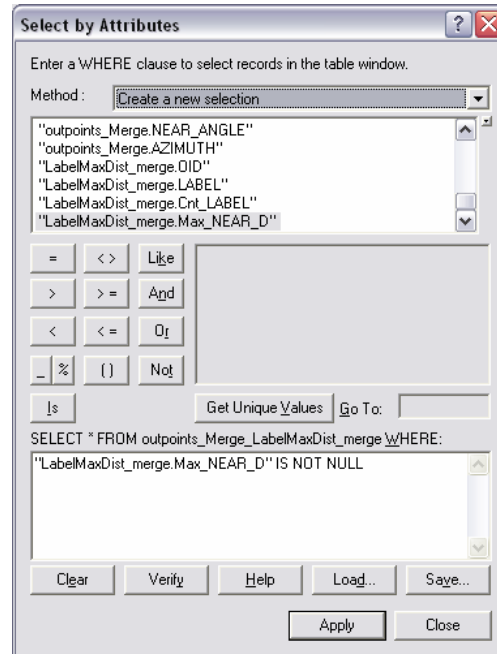 Select by Attributes
Enter a WHERE clause to select records in the table window.
Method : Create a new selection
"outpoints_Merge.NEAR_ANGLE"
"outpoints_Merge.AZIMUTH"
"LabelMaxDist_merge.OID"
"LabelMaxDist_merge.LABEL"
"LabelMaxDist_merge.Cnt_LABEL"
"LabelMaxDist_merge.Max_NEAR_D"
= < > Like
> > = And
< < = Or
_ % ( ) Not
Is Get Unique Values Go To:
SELECT * FROM outpoints_Merge_LabelMaxDist_merge WHERE:
"LabelMaxDist_merge.Max_NEAR_D" IS NOT NULL
Clear Verify Help Load... Save...
Apply Close